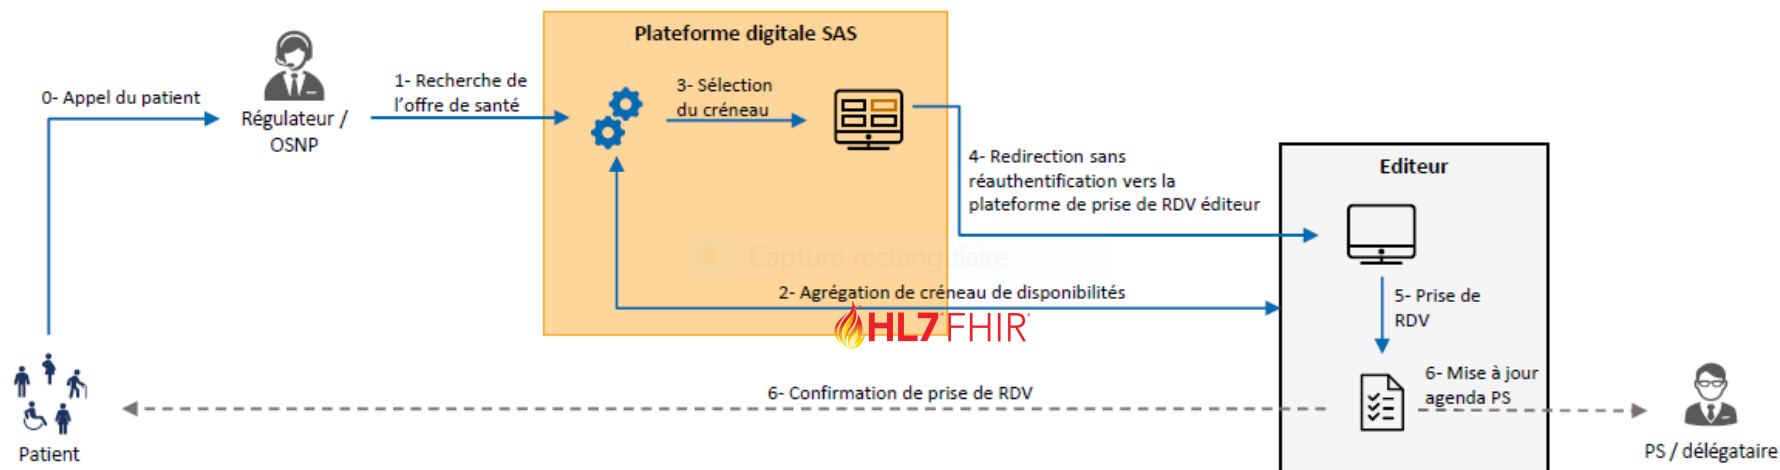 Plateforme digitale SAS
0- Appel du patient
Régulateur /
OSNP
1- Recherche de
l'offre de santé
3- Sélection
du créneau
4- Redirection sans
réauthentification vers la
plateforme de prise de RDV éditeur
Editeur
Capture rectangulaire
2- Agrégation de créneau de disponibilités
HL7 FHIR
5- Prise de
RDV
6- Mise à jour
agenda PS
6- Confirmation de prise de RDV
Patient
PS / délégataire